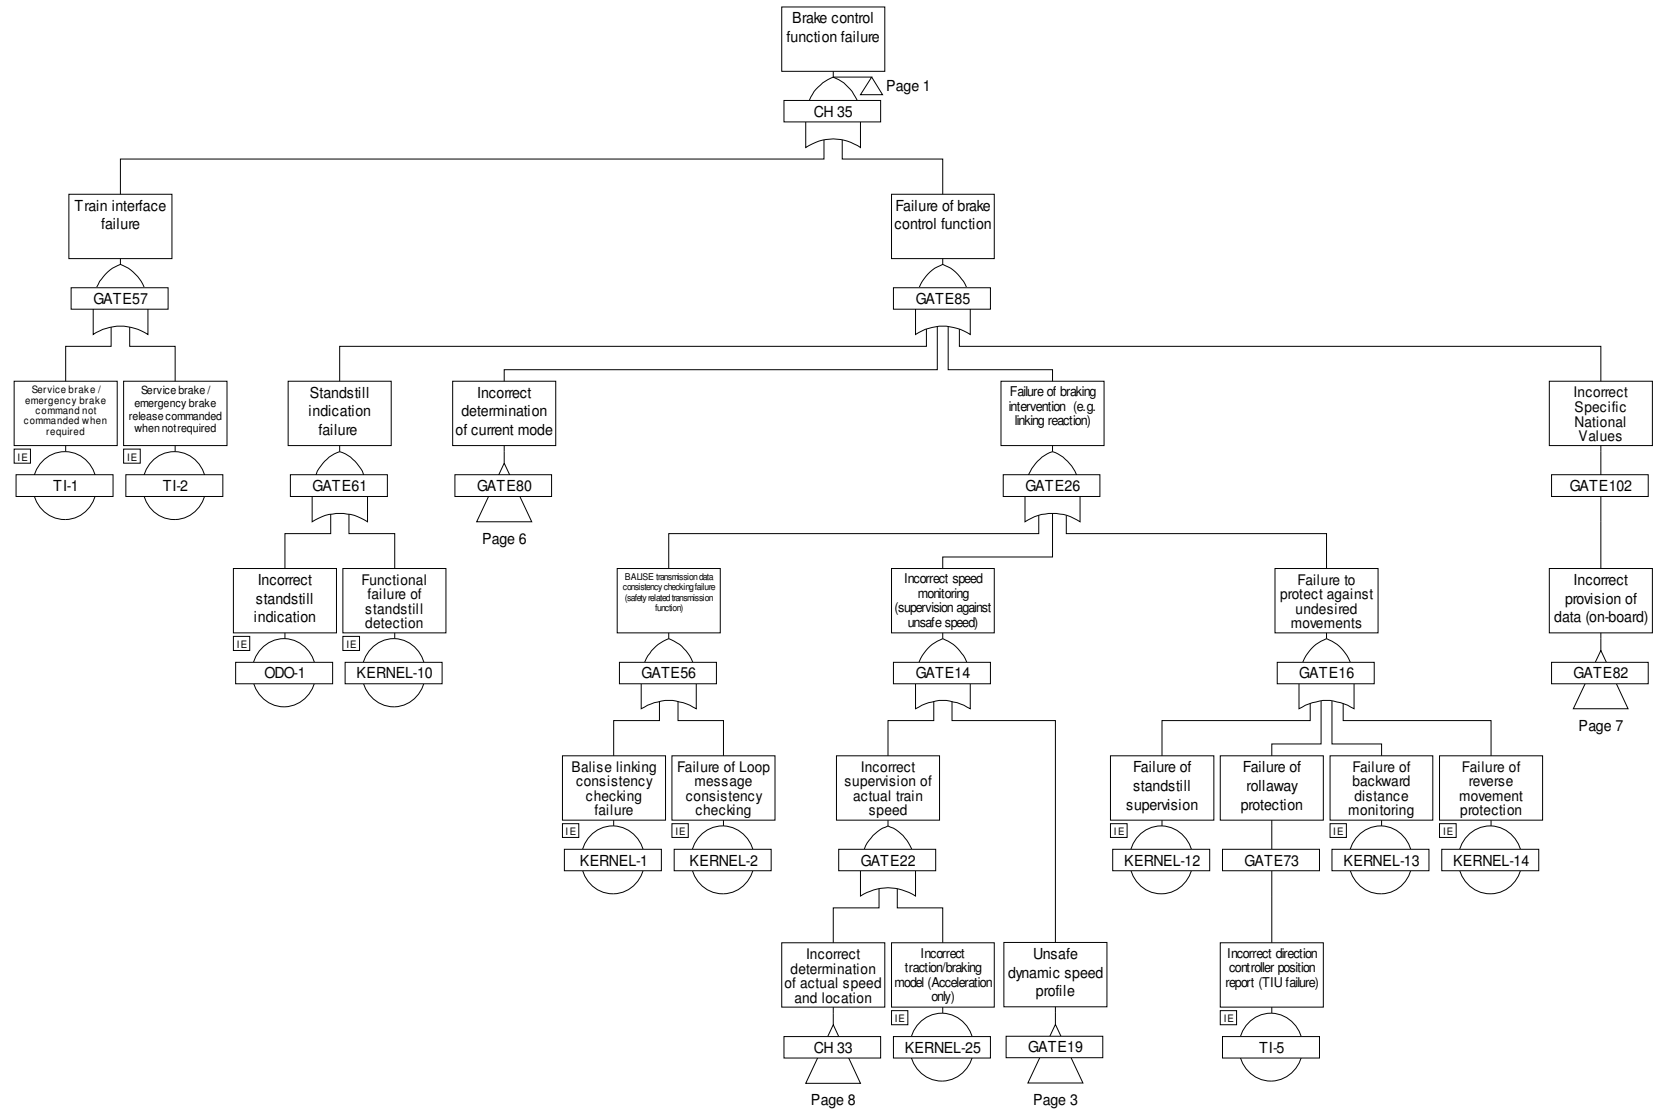 Brake control
function failure
Page 1
CH 35
Train interface
failure
Failure of brake
control function
GATE57
GATE85
Service brake /
emergency brake
command not
commanded when
required
IE
TI-1
Service brake /
emergency brake
release commanded
when not required
IE
TI-2
Standstill
indication
failure
GATE61
Incorrect
determination
of current mode
GATE80
Page 6
Failure of braking
intervention (e.g.
linking reaction)
GATE26
Incorrect
Specific
National
Values
GATE102
Incorrect
standstill
indication
IE
ODO-1
Functional
failure of
standstill
detection
IE
KERNEL-10
BALISE transmission data
consistency checking failure
(safety related transmission
function)
GATE56
Incorrect speed
monitoring
(supervision against
unsafe speed)
GATE14
Failure to
protect against
undesired
movements
GATE16
Incorrect
provision of
data (on-board)
GATE82
Page 7
Balise linking
consistency
checking
failure
IE
KERNEL-1
Failure of Loop
message
consistency
checking
IE
KERNEL-2
Incorrect
supervision of
actual train
speed
GATE22
Failure of
standstill
supervision
IE
KERNEL-12
Failure of
rollaway
protection
GATE73
Failure of
backward
distance
monitoring
IE
KERNEL-13
Failure of
reverse
movement
protection
IE
KERNEL-14
Incorrect
determination
of actual speed
and location
CH 33
Page 8
Incorrect
traction/braking
model (Acceleration
only)
IE
KERNEL-25
Unsafe
dynamic speed
profile
GATE19
Page 3
Incorrect direction
controller position
report (TIU failure)
IE
TI-5